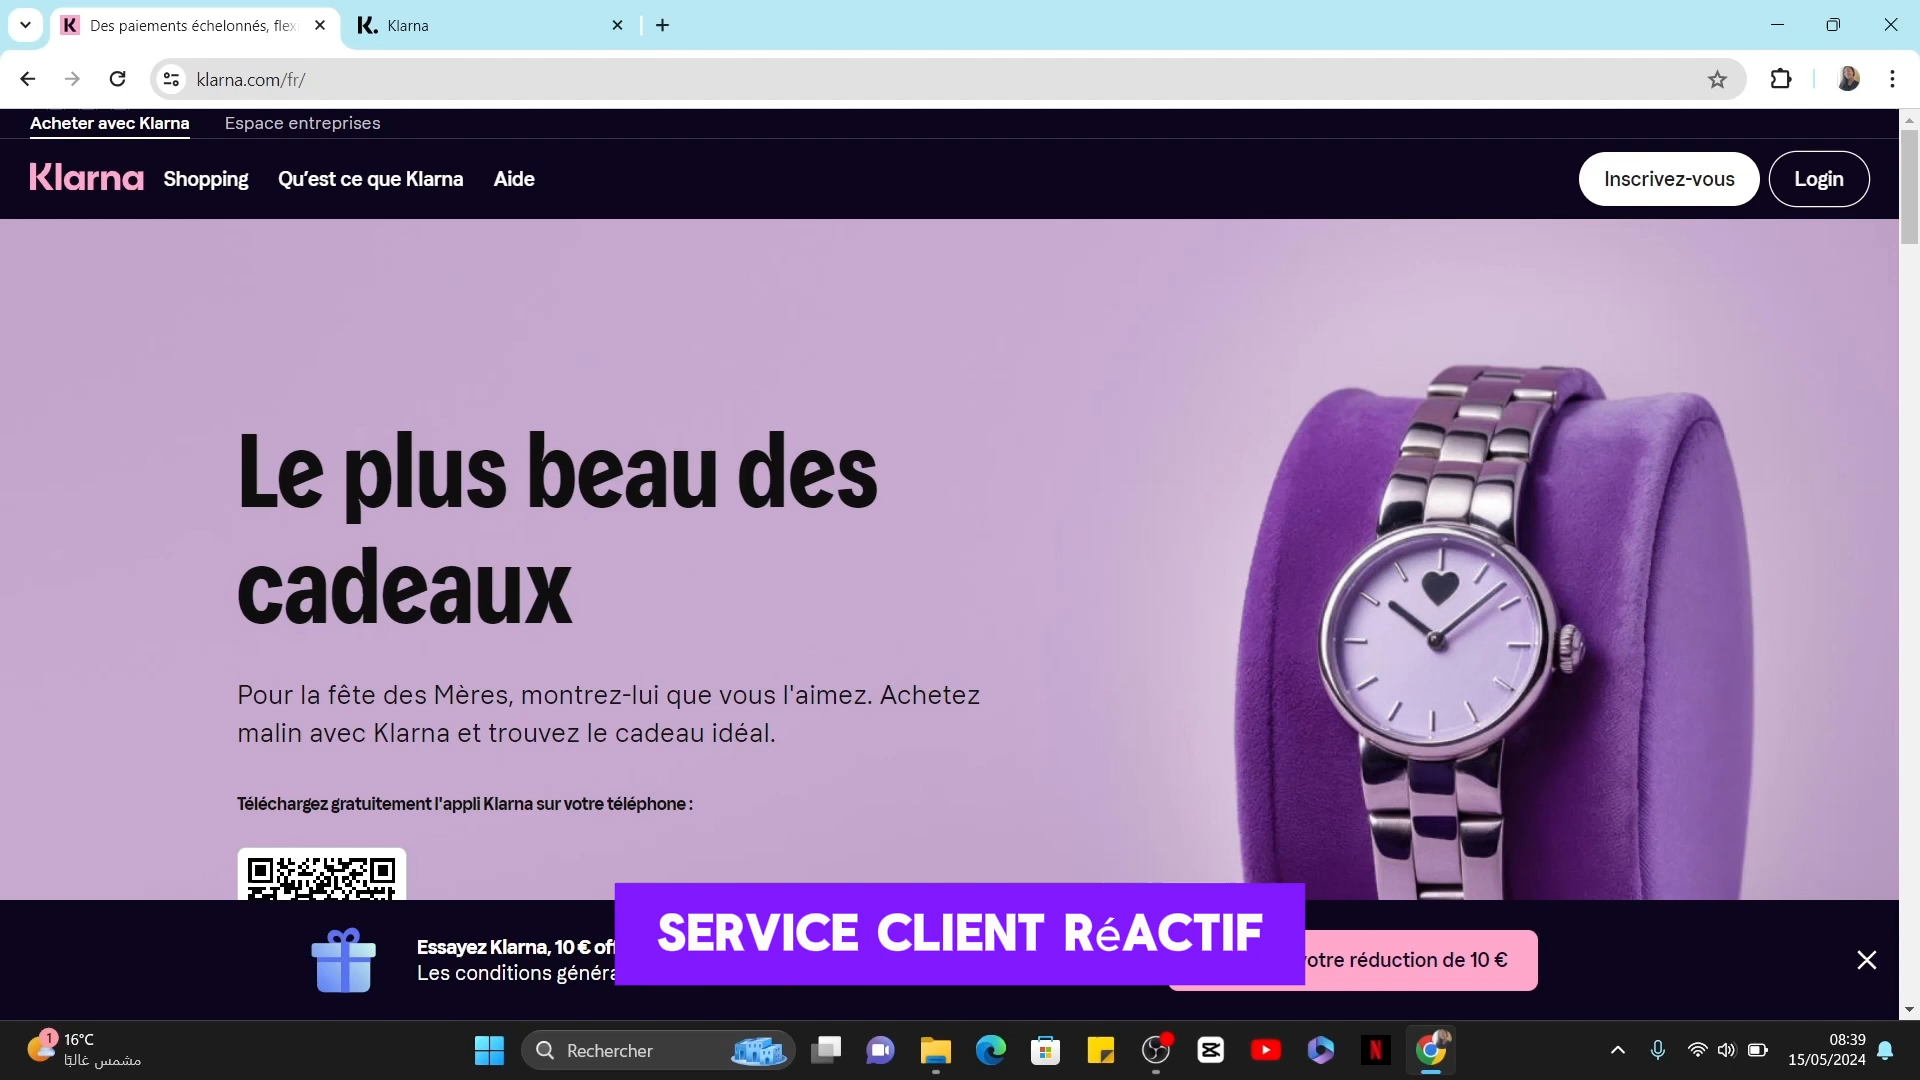 Des paiements échelonnés, flex
Klarna
klarna.com/fr/
Acheter avec Klarna
Espace entreprises
Klarna
Shopping
Qu'est ce que Klarna
Aide
Inscrivez-vous
Login
Le plus beau des
cadeaux
Pour la fête des Mères, montrez-lui que vous l'aimez. Achetez
malin avec Klarna et trouvez le cadeau idéal.
Téléchargez gratuitement l'appli Klarna sur votre téléphone :
Essayez Klarna, 10 € off
Les conditions généra
SERVICE CLIENT RéACTIF
otre réduction de 10 €
1
16°C
مشمس غالبًا
Rechercher
08:39
15/05/2024